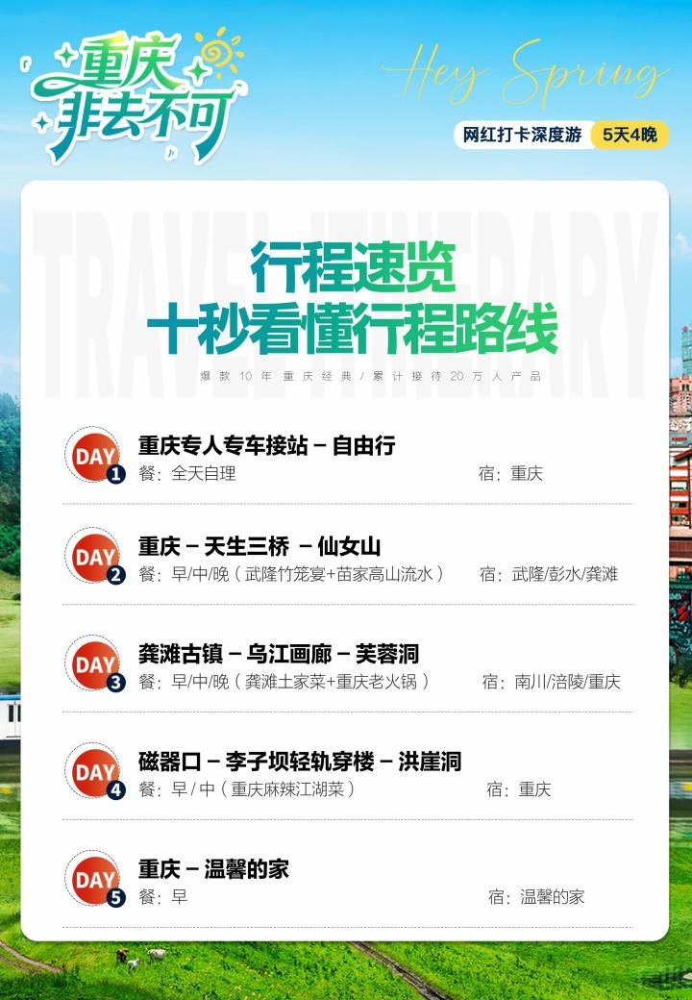 重庆
非去不可
Hey Spring
网红打卡深度游 5天4晚
TRAVEL ITINERARY
行程速览
十秒看懂行程路线
爆款10年重庆经典/累计接待20万人产品
DAY 1
重庆专人专车接站–自由行
餐：全天自理 宿：重庆
DAY 2
重庆–天生三桥–仙女山
餐：早/中/晚（武隆竹笼宴+苗家高山流水） 宿：武隆/彭水/龚滩
DAY 3
龚滩古镇–乌江画廊–芙蓉洞
餐：早/中/晚（龚滩土家菜+重庆老火锅） 宿：南川/涪陵/重庆
DAY 4
磁器口–李子坝轻轨穿楼–洪崖洞
餐：早/中（重庆麻辣江湖菜） 宿：重庆
DAY 5
重庆–温馨的家
餐：早 宿：温馨的家